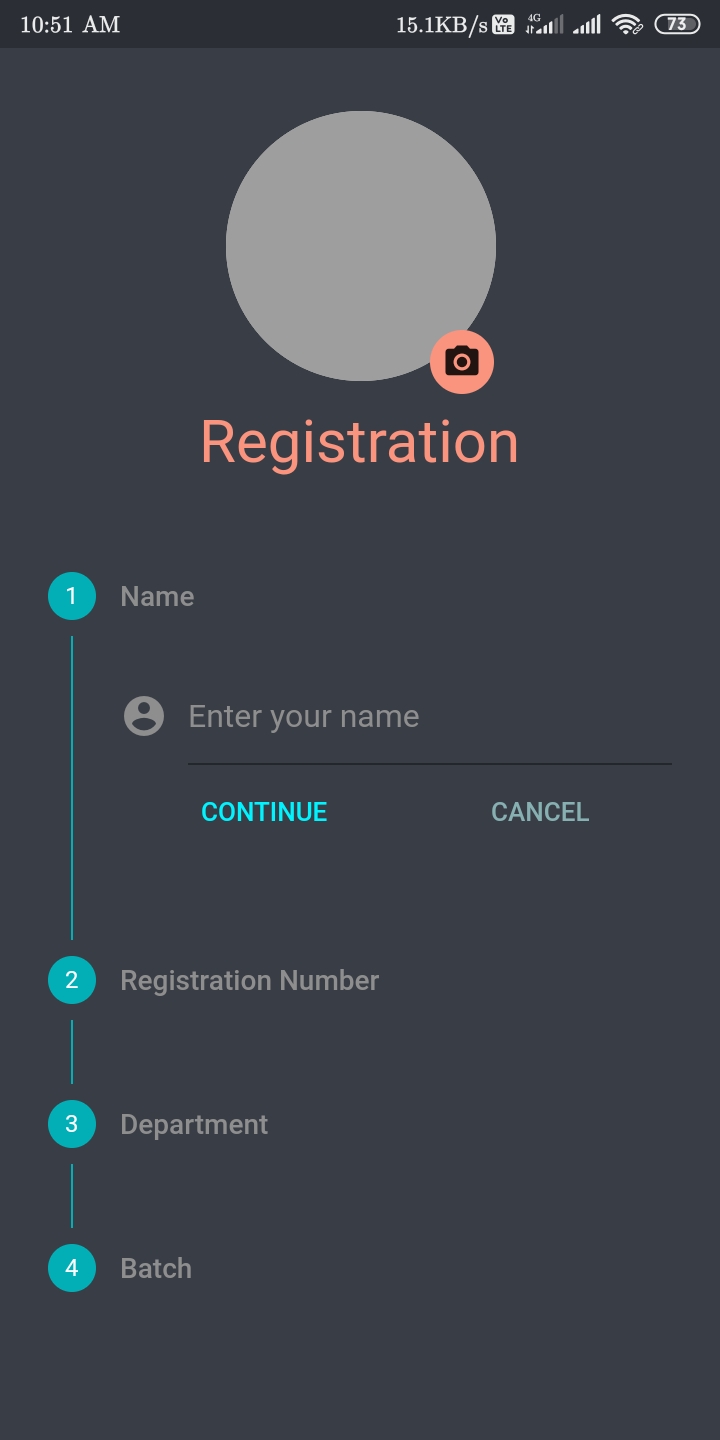 10:51 AM 15.1KB/s Vo LTE 4G 73
Registration
1 Name
Enter your name
CONTINUE CANCEL
2 Registration Number
3 Department
4 Batch